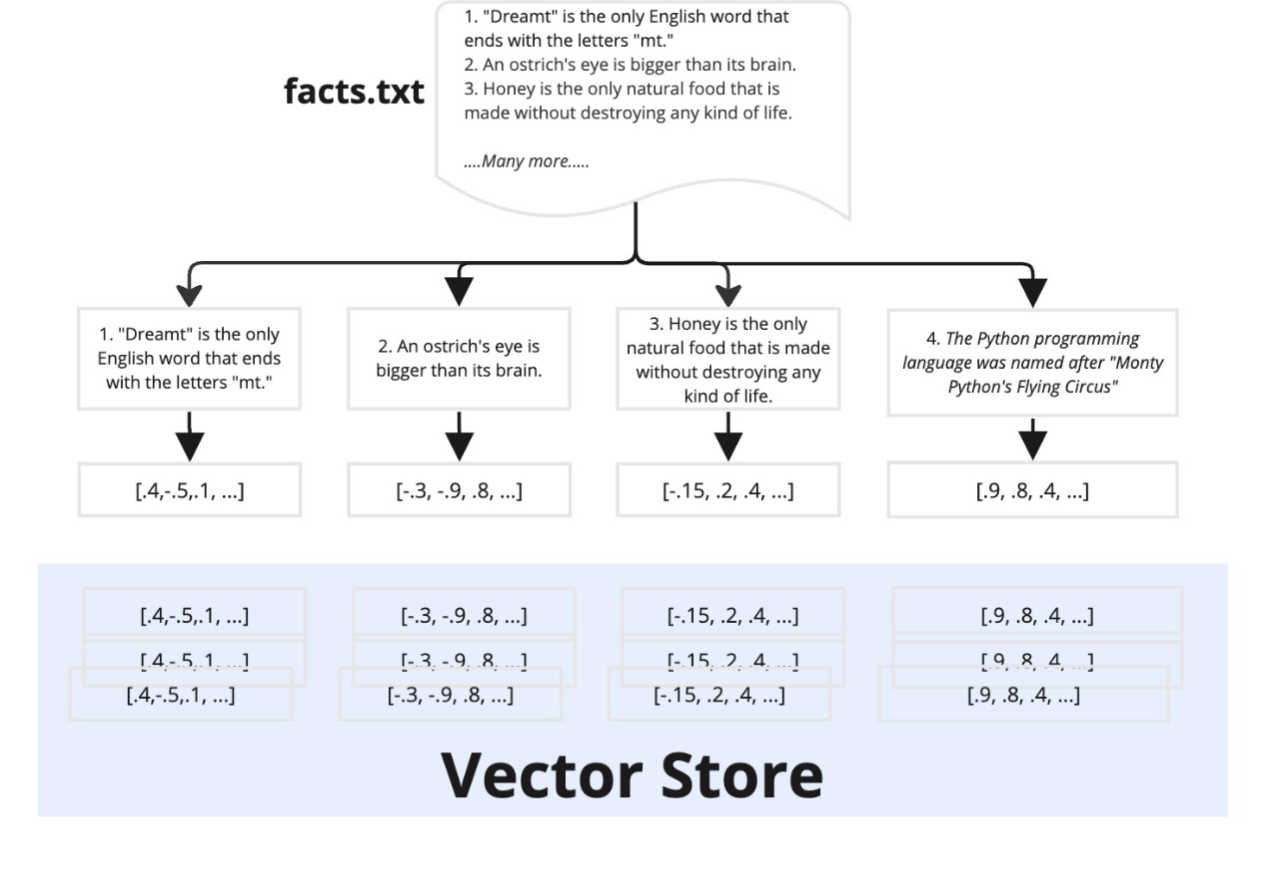 1. "Dreamt" is the only English word that
ends with the letters "mt."
2. An ostrich's eye is bigger than its brain.
3. Honey is the only natural food that is
made without destroying any kind of life.
....Many more.....
facts.txt
1. "Dreamt" is the only
English word that ends
with the letters "mt."
2. An ostrich's eye is
bigger than its brain.
3. Honey is the only
natural food that is made
without destroying any
kind of life.
4. The Python programming
language was named after "Monty
Python's Flying Circus"
[.4,-.5,.1, ...]
[-.3, -.9, .8, ...]
[-.15, .2, .4, ...]
[.9, .8, .4, ...]
[.4,-.5,.1, ...]
[-.3, -.9, .8, ...]
[-.15, .2, .4, ...]
[.9, .8, .4, ...]
[.4,-.5,.1, ...]
[-.3, -.9, .8, ...]
[-.15, .2, .4, ...]
[.9, .8, .4, ...]
[.4,-.5,.1, ...]
[-.3, -.9, .8, ...]
[-.15, .2, .4, ...]
[.9, .8, .4, ...]
Vector Store